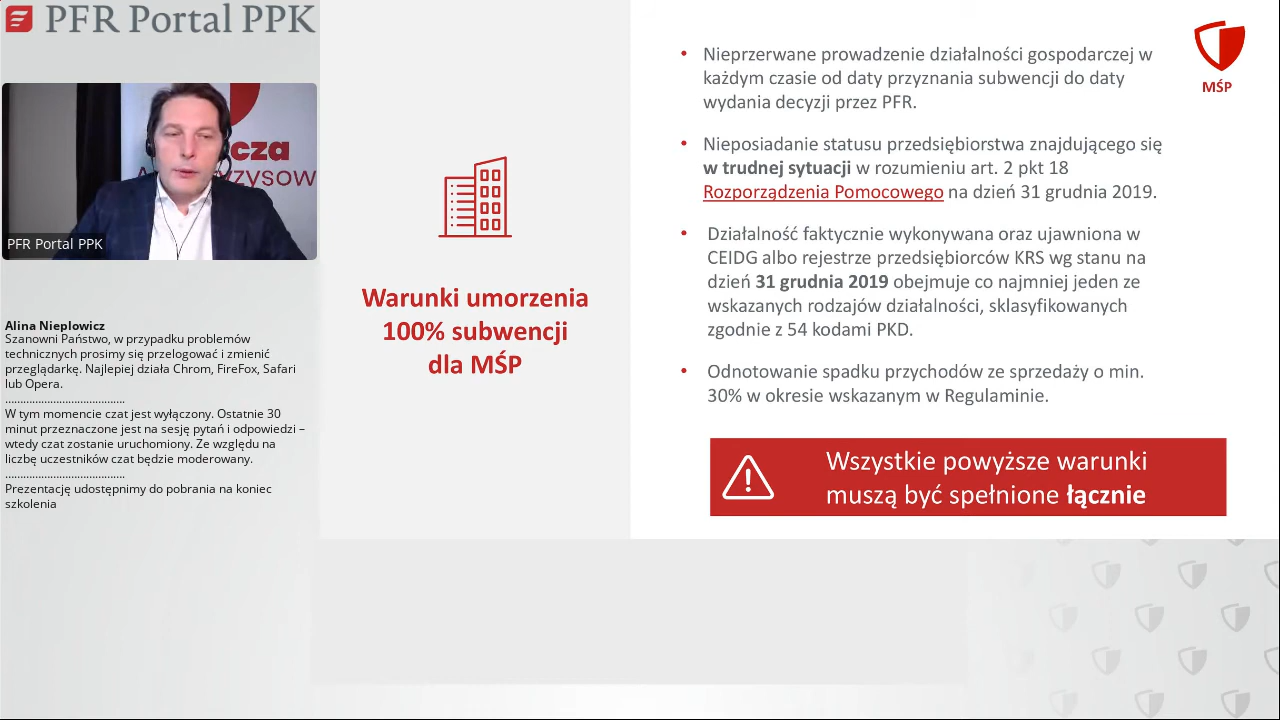 PFR Portal PPK
cza
PFR Portal PPK
Alina Nieplowicz
Szanowni Państwo, w przypadku problemów
technicznych prosimy się przelogować i zmienić
przeglądarkę. Najlepiej działa Chrom, FireFox, Safari
lub Opera.
........................................
W tym momencie czat jest wyłączony. Ostatnie 30
minut przeznaczone jest na sesję pytań i odpowiedzi –
wtedy czat zostanie uruchomiony. Ze względu na
liczbę uczestników czat będzie moderowany.
........................................
Prezentację udostępnimy do pobrania na koniec
szkolenia
Warunki umorzenia
100% subwencji
dla MŚP
• Nieprzerwane prowadzenie działalności gospodarczej w
każdym czasie od daty przyznania subwencji do daty
wydania decyzji przez PFR.
• Nieposiadanie statusu przedsiębiorstwa znajdującego się
w trudnej sytuacji w rozumieniu art. 2 pkt 18
Rozporządzenia Pomocowego na dzień 31 grudnia 2019.
• Działalność faktycznie wykonywana oraz ujawniona w
CEIDG albo rejestrze przedsiębiorców KRS wg stanu na
dzień 31 grudnia 2019 obejmuje co najmniej jeden ze
wskazanych rodzajów działalności, sklasyfikowanych
zgodnie z 54 kodami PKD.
• Odnotowanie spadku przychodów ze sprzedaży o min.
30% w okresie wskazanym w Regulaminie.
MŚP
Wszystkie powyższe warunki
muszą być spełnione łącznie